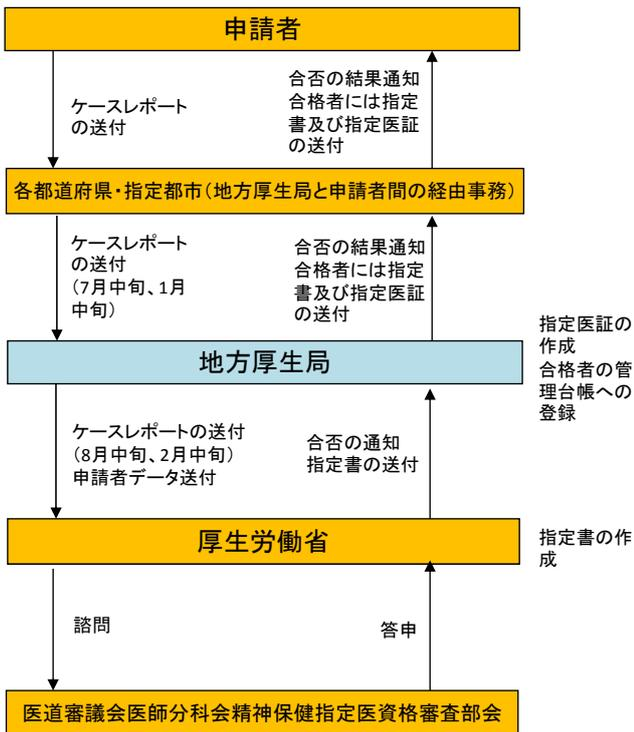 申請者
ケースレポート
の送付
合否の結果通知
合格者には指定
書及び指定医証
の送付
各都道府県・指定都市（地方厚生局と申請者間の経由事務）
ケースレポート
の送付
（7月中旬、1月
中旬）
合否の結果通知
合格者には指定
書及び指定医証
の送付
地方厚生局
指定医証の
作成
合格者の管
理台帳への
登録
ケースレポートの送付
（8月中旬、2月中旬）
申請者データ送付
合否の通知
指定書の送付
厚生労働省
指定書の作
成
諮問
答申
医道審議会医師分科会精神保健指定医資格審査部会